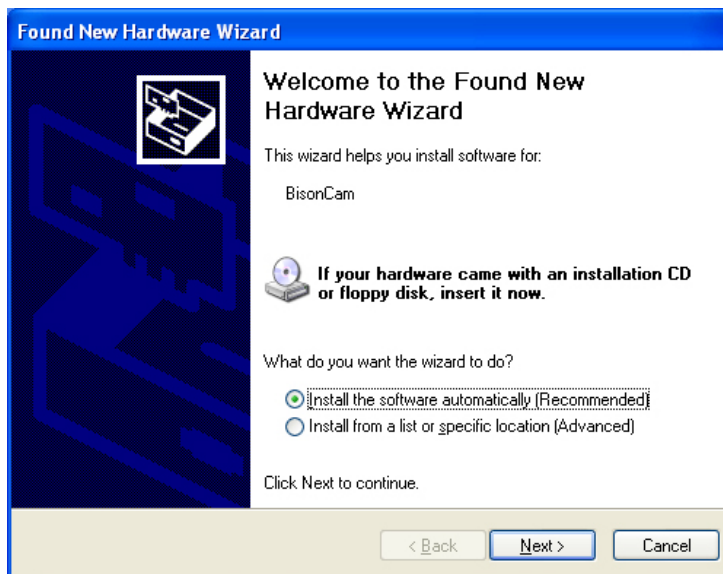 Found New Hardware Wizard
Welcome to the Found New
Hardware Wizard
This wizard helps you install software for:
BisonCam
If your hardware came with an installation CD
or floppy disk, insert it now.
What do you want the wizard to do?
Install the software automatically (Recommended)
Install from a list or specific location (Advanced)
Click Next to continue.
< Back Next > Cancel